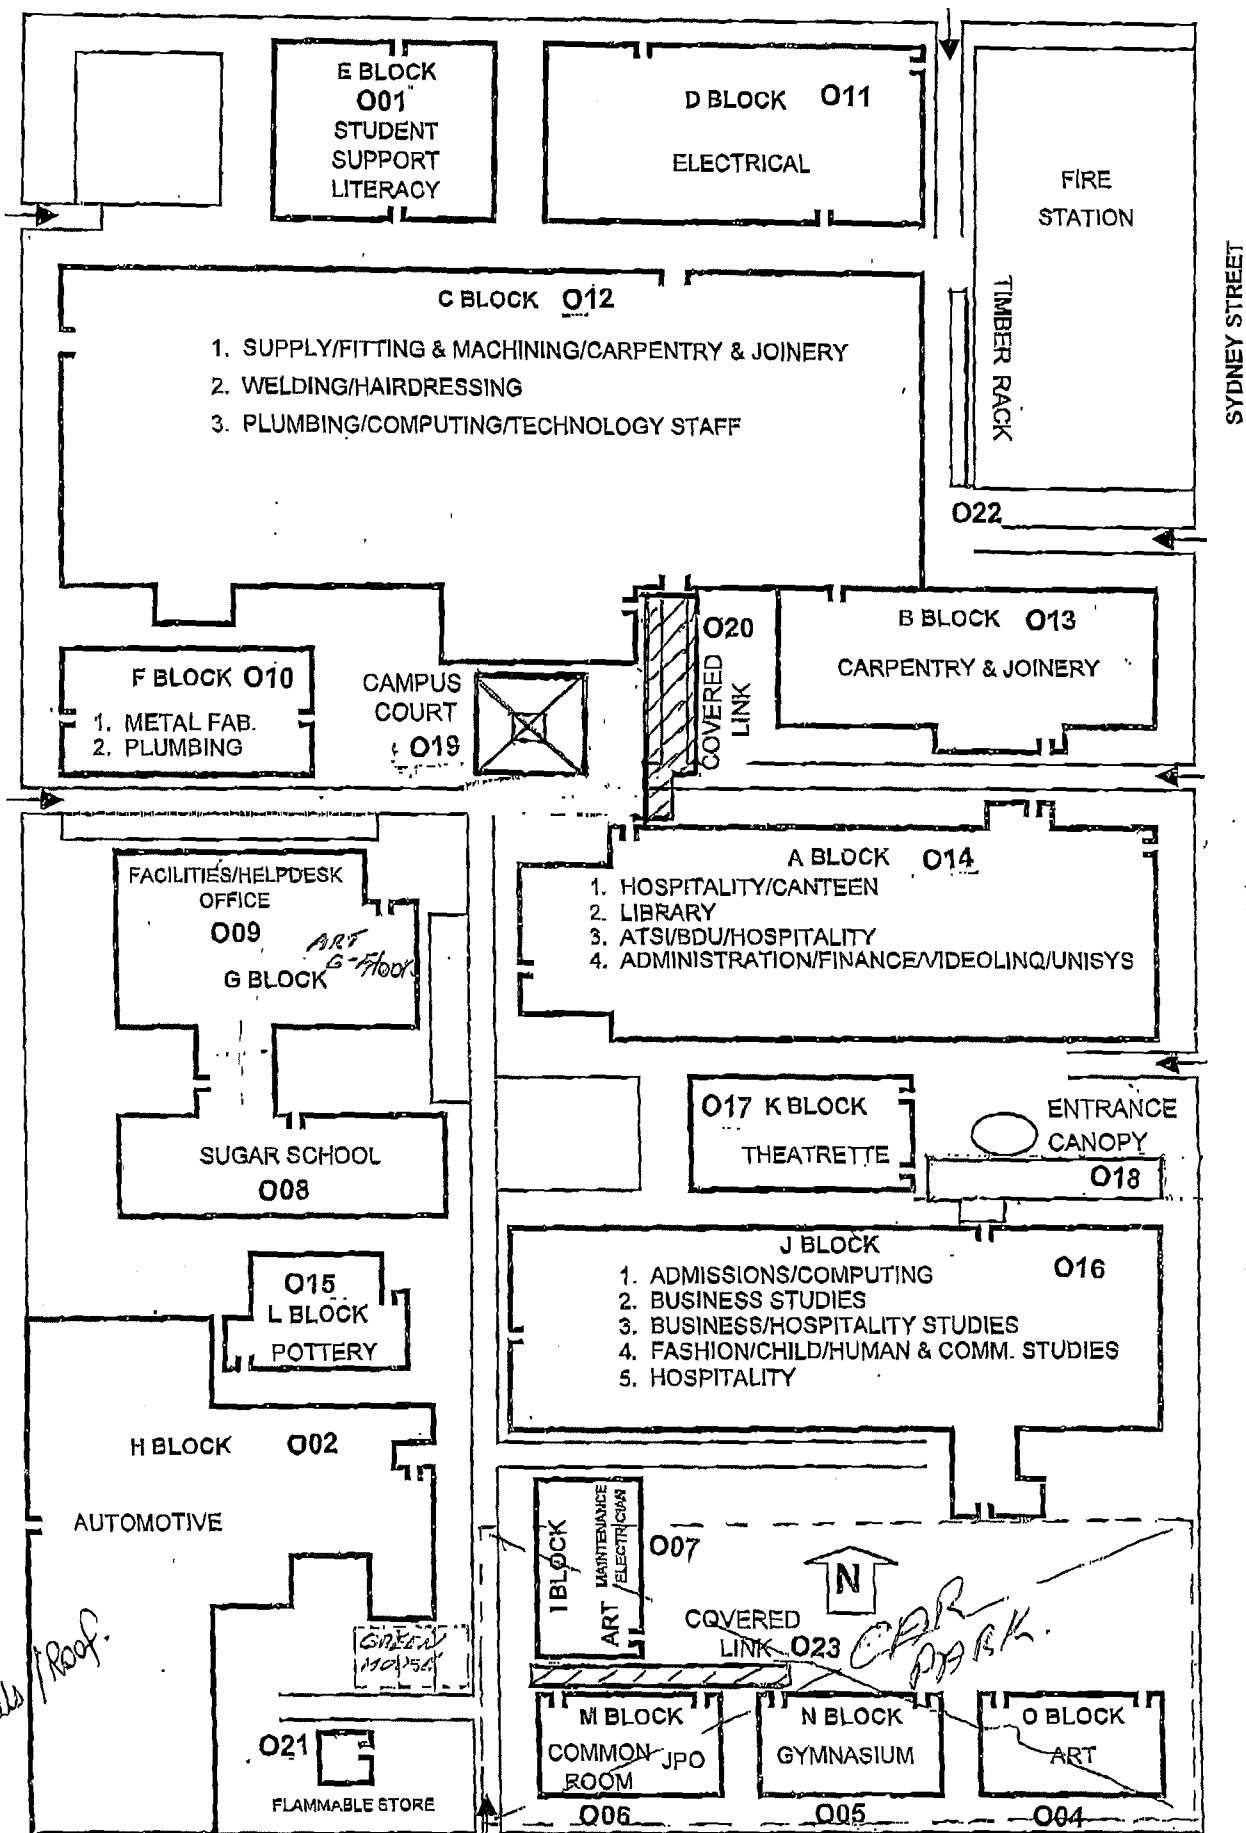 E BLOCK
O01
STUDENT
SUPPORT
LITERACY
D BLOCK O11
ELECTRICAL
FIRE
STATION
SYDNEY STREET
TIMBER RACK
C BLOCK O12
1. SUPPLY/FITTING & MACHINING/CARPENTRY & JOINERY
2. WELDING/HAIRDRESSING
3. PLUMBING/COMPUTING/TECHNOLOGY STAFF
O22
O20
COVERED
LINK
B BLOCK O13
CARPENTRY & JOINERY
F BLOCK O10
1. METAL FAB.
2. PLUMBING
CAMPUS
COURT
O19
FACILITIES/HELPDESK
OFFICE
O09
ART
G-Floor
G BLOCK
A BLOCK O14
1. HOSPITALITY/CANTEEN
2. LIBRARY
3. ATSI/BDU/HOSPITALITY
4. ADMINISTRATION/FINANCE/VIDEOLINQ/UNISYS
O17 K BLOCK
THEATRETTE
ENTRANCE
CANOPY
O18
SUGAR SCHOOL
O08
J BLOCK
O16
1. ADMISSIONS/COMPUTING
2. BUSINESS STUDIES
3. BUSINESS/HOSPITALITY STUDIES
4. FASHION/CHILD/HUMAN & COMM. STUDIES
5. HOSPITALITY
O15
L BLOCK
POTTERY
H BLOCK O02
AUTOMOTIVE
I BLOCK
ART MAINTENANCE
ELECTRICIAN
O07
N
COVERED
LINK O23
CAR
PARK.
GREEN
HOUSE
/Roof.
O21
FLAMMABLE STORE
M BLOCK
COMMON JPO
ROOM
O06
N BLOCK
GYMNASIUM
O05
O BLOCK
ART
O04